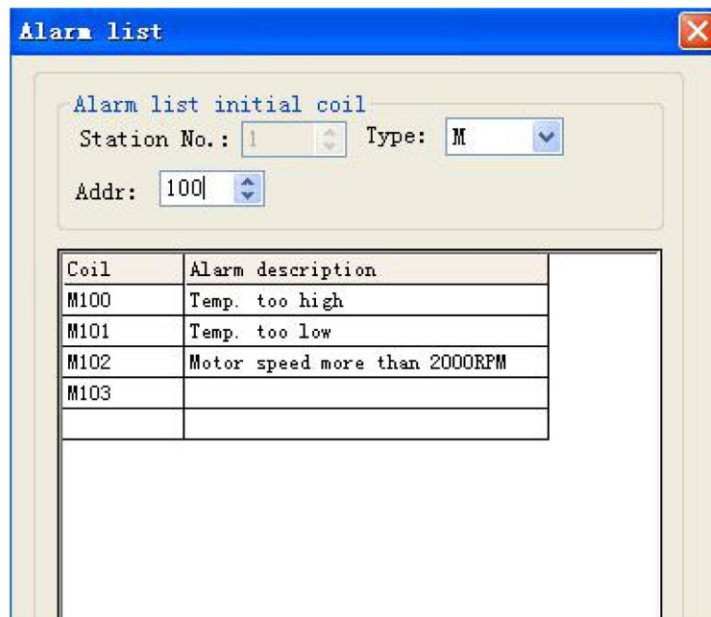 Alarm list
Alarm list initial coil
Station No.: 1 Type: M
Addr: 100
Coil Alarm description
M100 Temp. too high
M101 Temp. too low
M102 Motor speed more than 2000RPM
M103